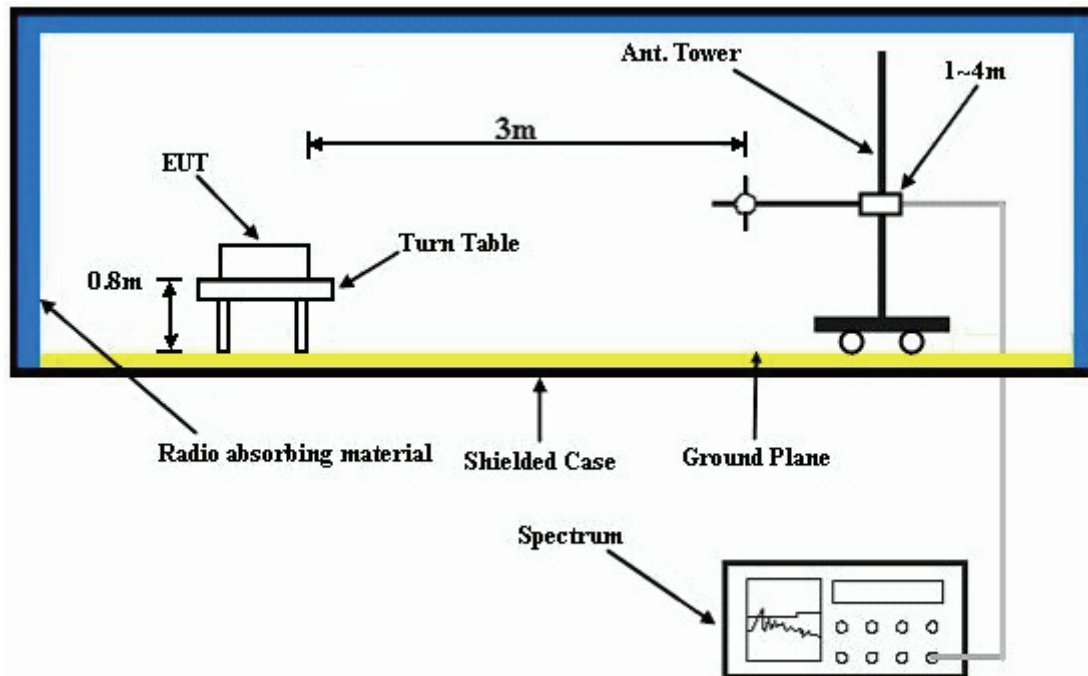 Ant. Tower
1~4m
3m
EUT
Turn Table
0.8m
Radio absorbing material
Shielded Case
Ground Plane
Spectrum